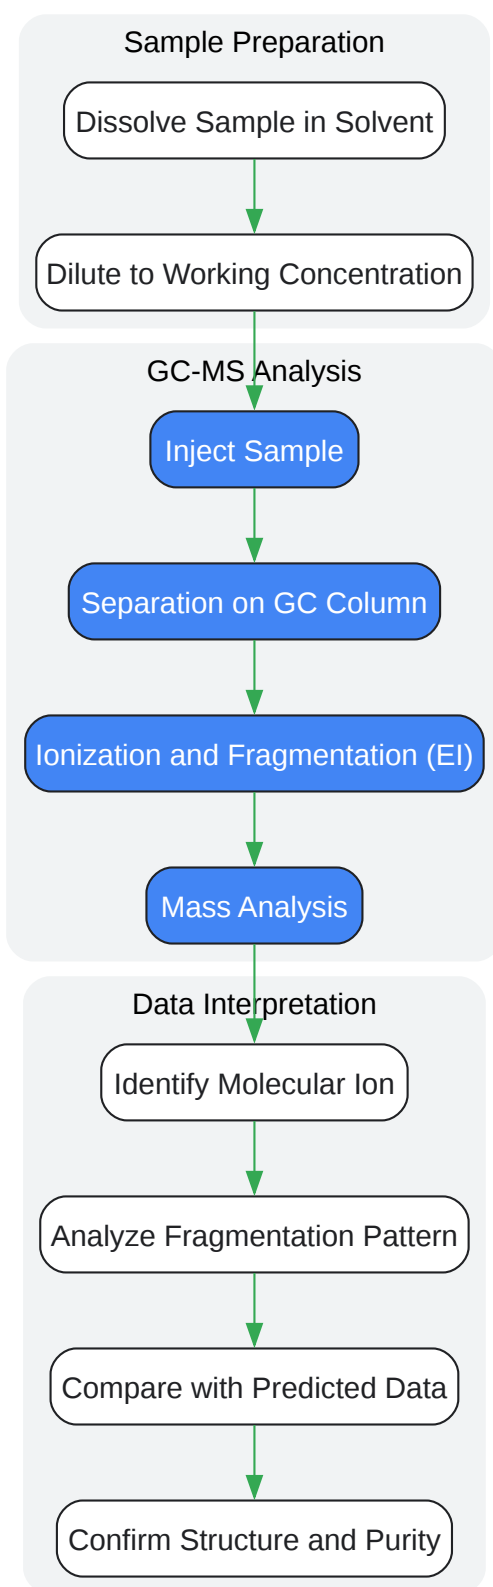 Sample Preparation
Dissolve Sample in Solvent
Dilute to Working Concentration
GC-MS Analysis
Inject Sample
Separation on GC Column
Ionization and Fragmentation (EI)
Mass Analysis
Data Interpretation
Identify Molecular Ion
Analyze Fragmentation Pattern
Compare with Predicted Data
Confirm Structure and Purity